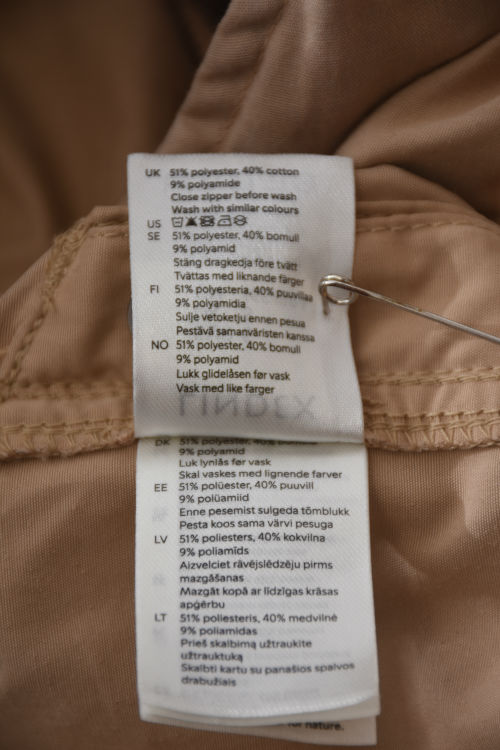 UK 51% polyester, 40% cotton
9% polyamide
Close zipper before wash
Wash with similar colours
US
SE 51% polyester, 40% bomull
9% polyamid
Stäng dragkedja före tvätt
Tvättas med liknande färger
FI 51% polyesteria, 40% puuvillaa
9% polyamidia
Sulje vetoketju ennen pesua
Pestävä samanväristen kanssa
NO 51% polyester, 40% bomull
9% polyamid
Lukk glidelåsen før vask
Vask med like farger
DK 51% polyester, 40% bomuld
9% polyamid
Luk lynlås før vask
Skal vaskes med lignende farver
EE 51% polüester, 40% puuvill
9% polüamiid
Enne pesemist sulgeda tõmblukk
Pesta koos sama värvi pesuga
LV 51% poliesters, 40% kokvilna
9% poliamīds
Aizvelciet rāvējslēdzēju pirms
mazgāšanas
Mazgāt kopā ar līdzīgas krāsas
apģērbu
LT 51% poliesteris, 40% medvilnė
9% poliamidas
Prieš skalbimą užtraukite
užtrauktuką
Skalbti kartu su panašios spalvos
drabužiais
for nature.